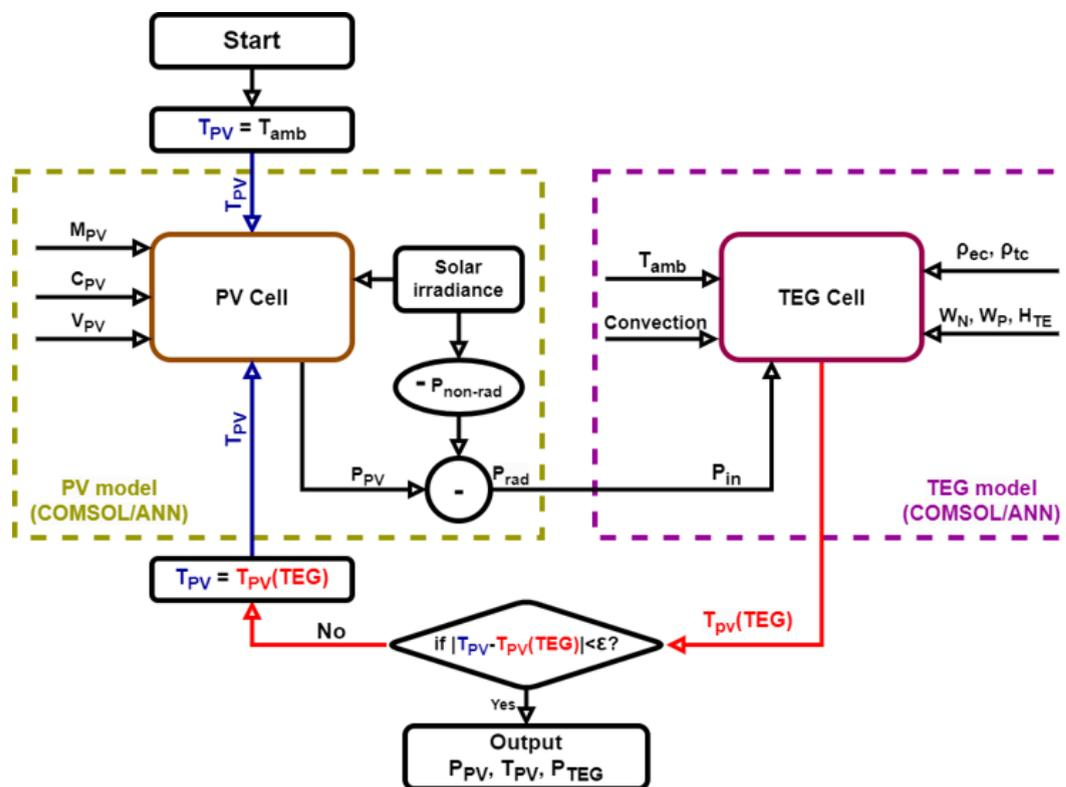 Start
T_PV = T_amb
T_PV
M_PV
C_PV
V_PV
PV Cell
Solar
irradiance
- P_non-rad
T_PV
P_PV
-
P_rad
P_in
PV model
(COMSOL/ANN)
T_amb
Convection
TEG Cell
ρ_ec, ρ_tc
W_N, W_P, H_TE
TEG model
(COMSOL/ANN)
T_PV = T_PV(TEG)
No
if |T_PV-T_PV(TEG)|<ε?
T_pv(TEG)
Yes
Output
P_PV, T_PV, P_TEG